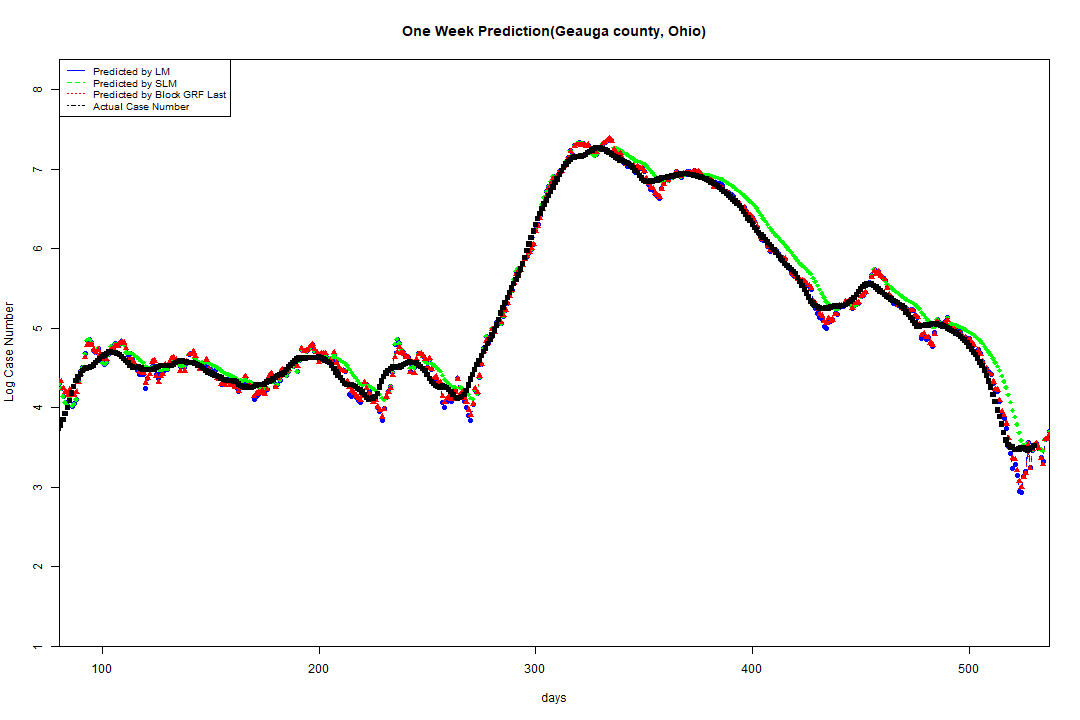 One Week Prediction(Geauga county, Ohio)
Predicted by LM
Predicted by SLM
Predicted by Block GRF Last
Actual Case Number
8
7
6
5
4
3
2
1
Log Case Number
100 200 300 400 500
days